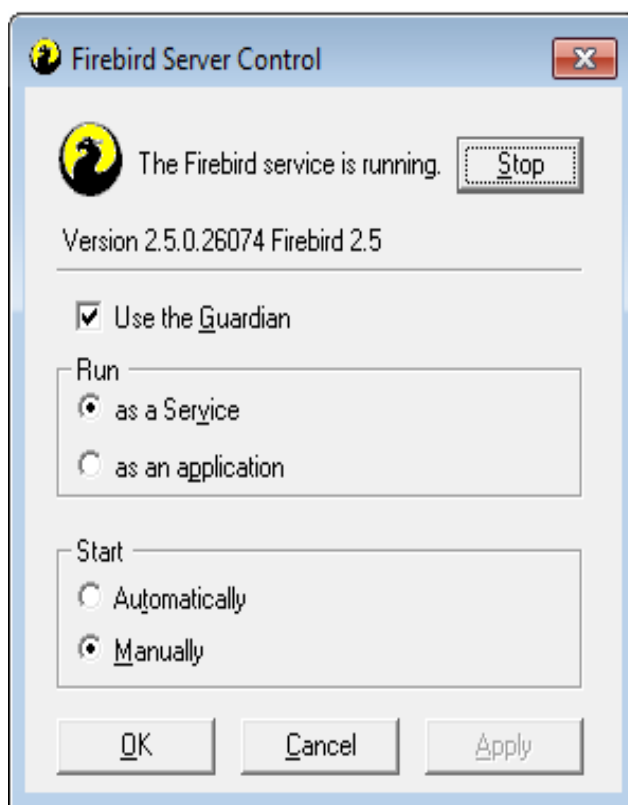 Firebird Server Control
The Firebird service is running. Stop
Version 2.5.0.26074 Firebird 2.5
Use the Guardian
Run
as a Service
as an application
Start
Automatically
Manually
OK Cancel Apply